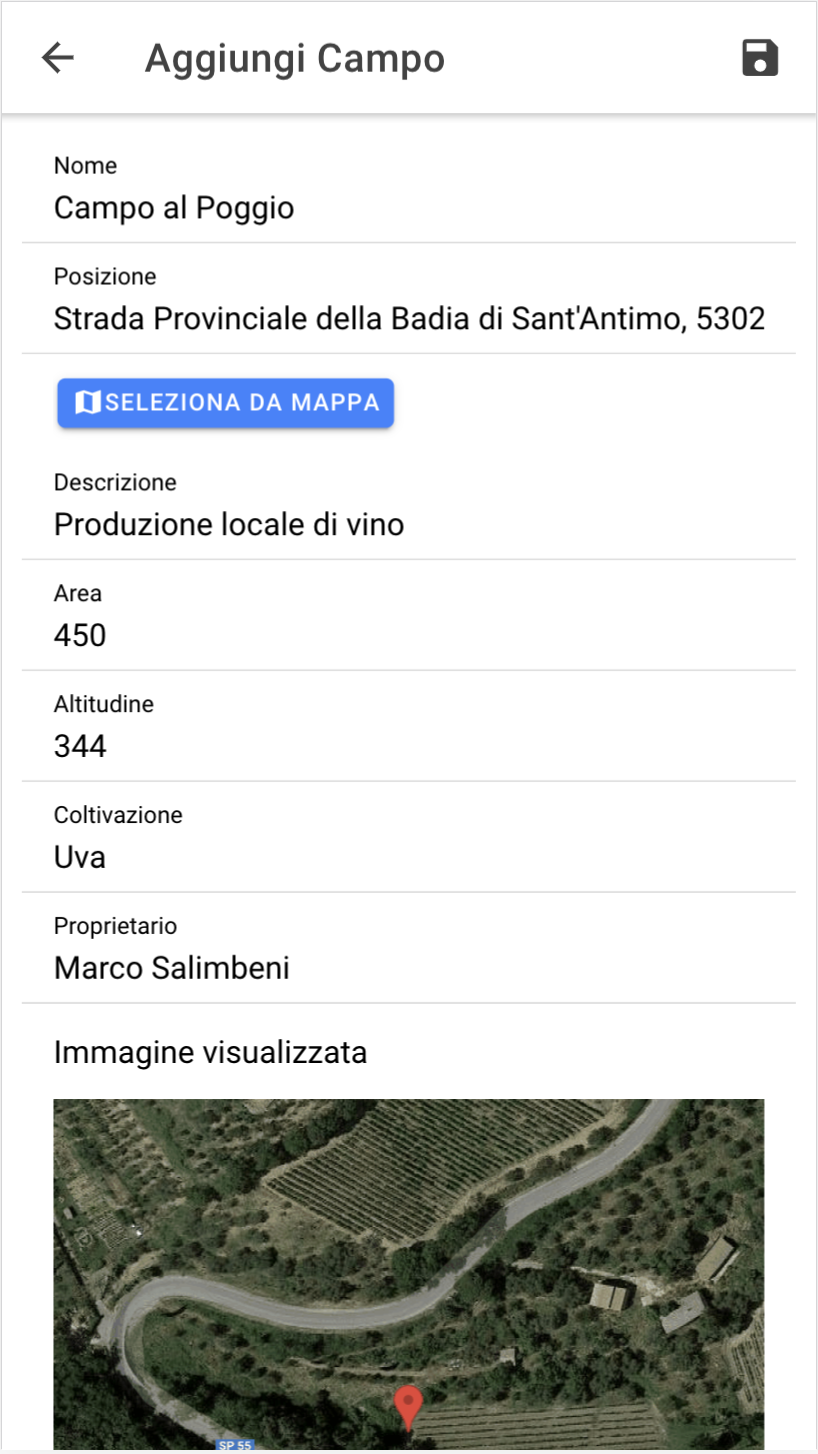 Aggiungi Campo
Nome
Campo al Poggio
Posizione
Strada Provinciale della Badia di Sant'Antimo, 5302
SELEZIONA DA MAPPA
Descrizione
Produzione locale di vino
Area
450
Altitudine
344
Coltivazione
Uva
Proprietario
Marco Salimbeni
Immagine visualizzata
SP 55